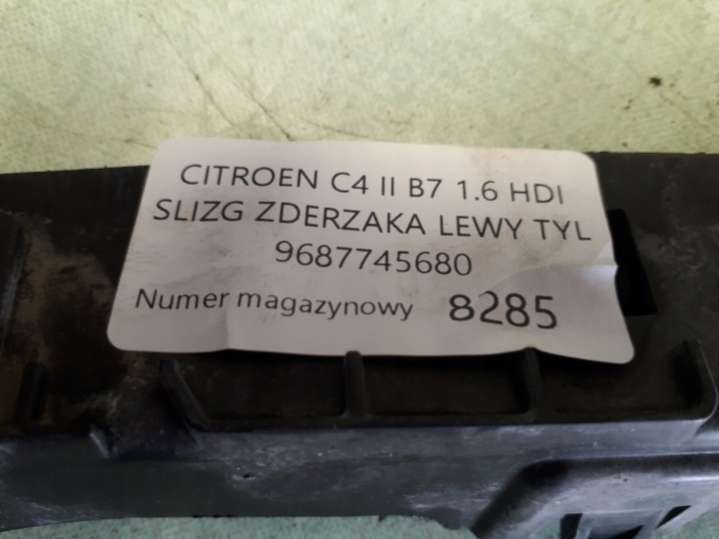 CITROEN C4 II B7 1.6 HDI
SLIZG ZDERZAKA LEWY TYL
9687745680
Numer magazynowy 8285